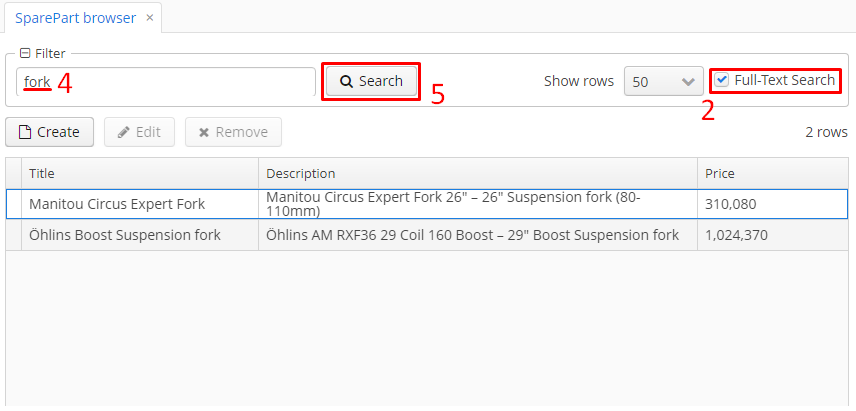 SparePart browser ×
Filter
fork 4
Search
5
Show rows 50
Full-Text Search
2
Create
Edit
Remove
2 rows
Title Description Price
Manitou Circus Expert Fork Manitou Circus Expert Fork 26" – 26" Suspension fork (80-
110mm) 310,080
Öhlins Boost Suspension fork Öhlins AM RXF36 29 Coil 160 Boost – 29" Boost Suspension fork 1,024,370